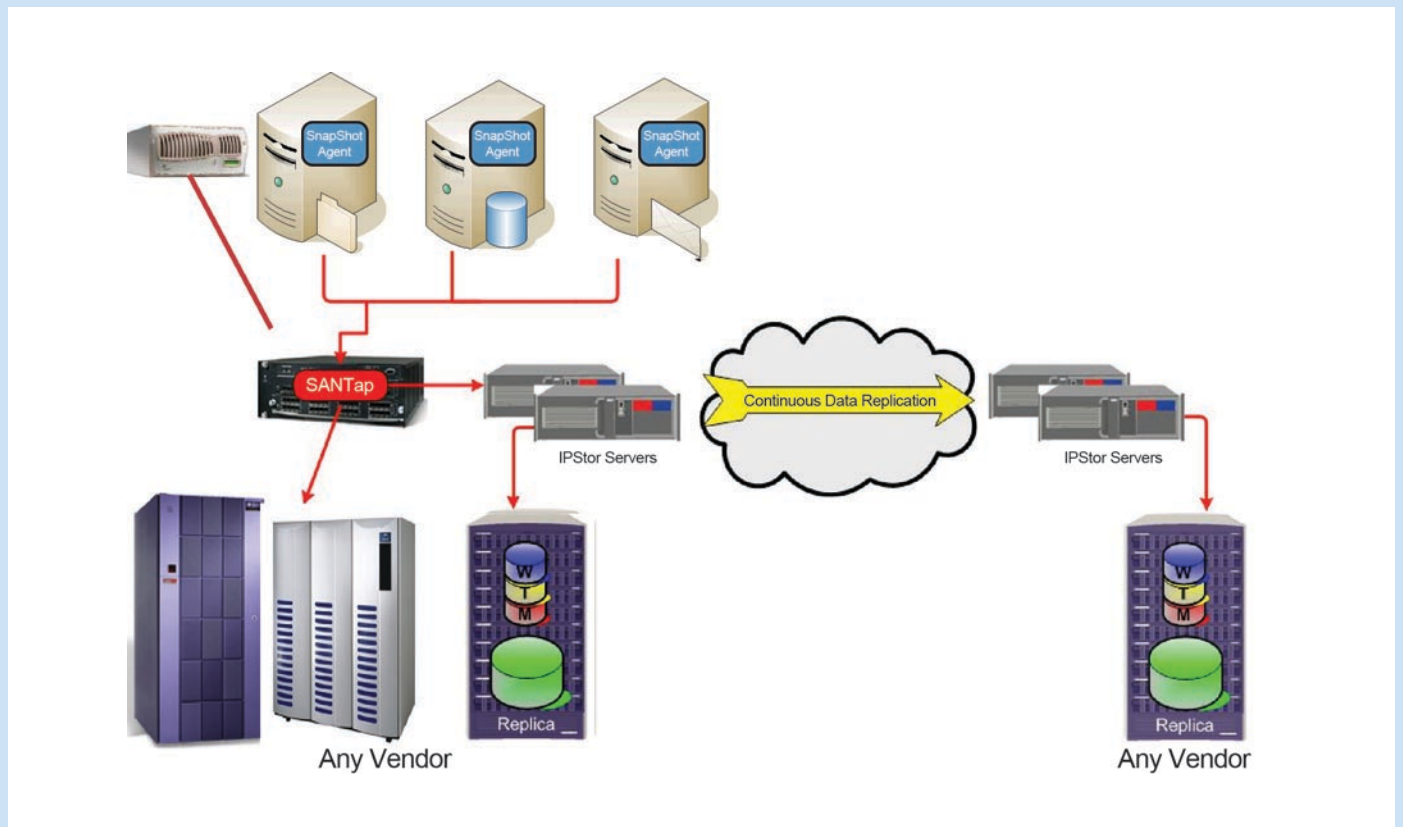 SnapShot
Agent
SnapShot
Agent
SnapShot
Agent
SANTap
Continuous Data Replication
IPStor Servers
IPStor Servers
W
T
M
Replica
W
T
M
Replica
Any Vendor
Any Vendor